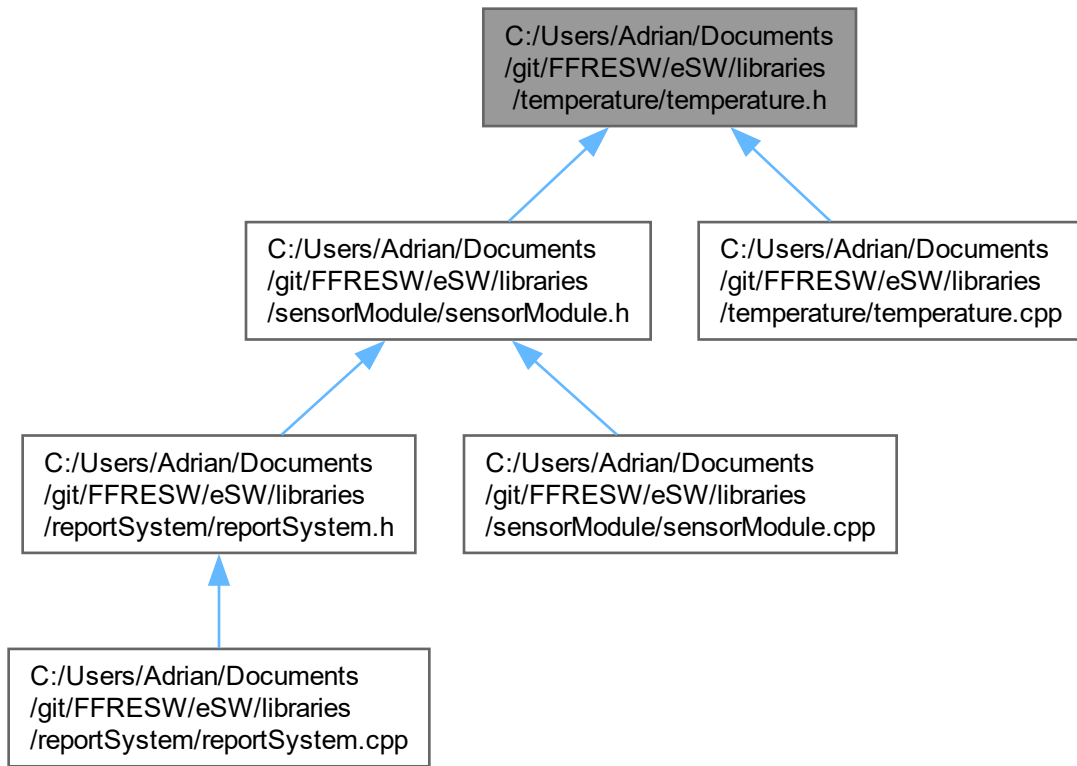 C:/Users/Adrian/Documents
/git/FFRESW/eSW/libraries
/temperature/temperature.h
C:/Users/Adrian/Documents
/git/FFRESW/eSW/libraries
/sensorModule/sensorModule.h
C:/Users/Adrian/Documents
/git/FFRESW/eSW/libraries
/temperature/temperature.cpp
C:/Users/Adrian/Documents
/git/FFRESW/eSW/libraries
/reportSystem/reportSystem.h
C:/Users/Adrian/Documents
/git/FFRESW/eSW/libraries
/sensorModule/sensorModule.cpp
C:/Users/Adrian/Documents
/git/FFRESW/eSW/libraries
/reportSystem/reportSystem.cpp